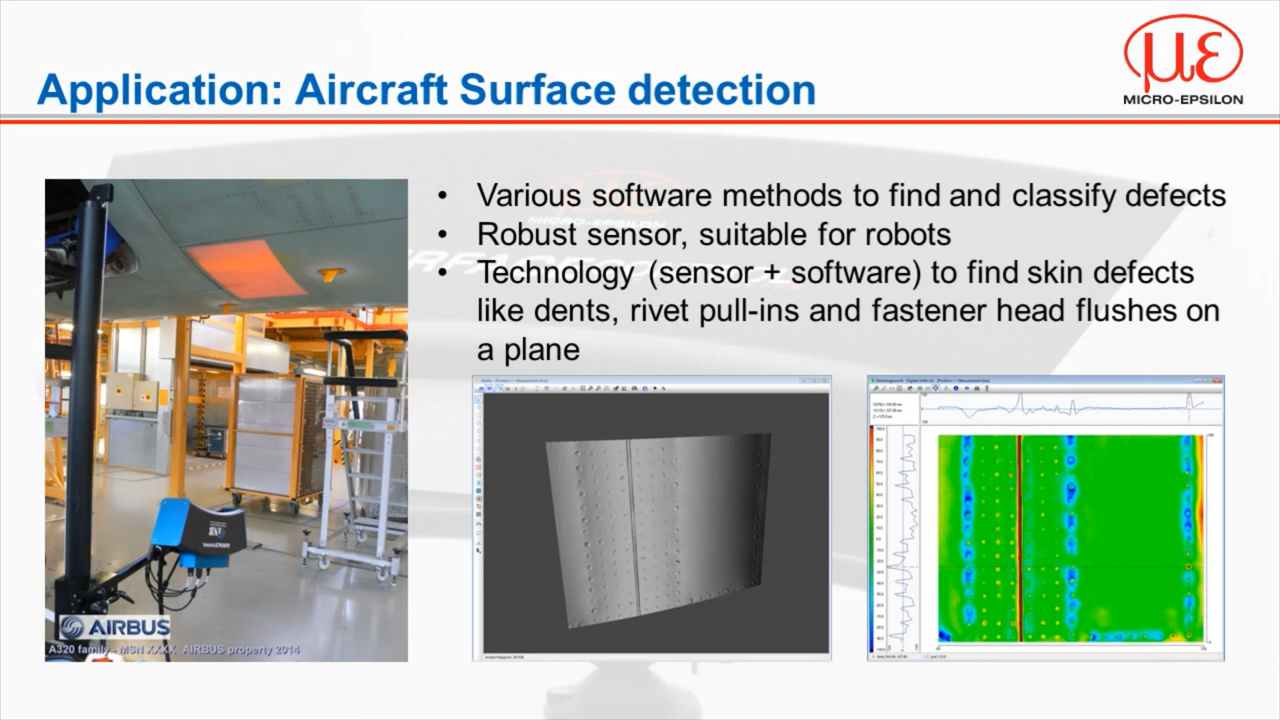 Application: Aircraft Surface detection
με
MICRO-EPSILON
• Various software methods to find and classify defects
• Robust sensor, suitable for robots
• Technology (sensor + software) to find skin defects
like dents, rivet pull-ins and fastener head flushes on
a plane
AIRBUS
A320 family - MSN XXXX AIRBUS property 2014